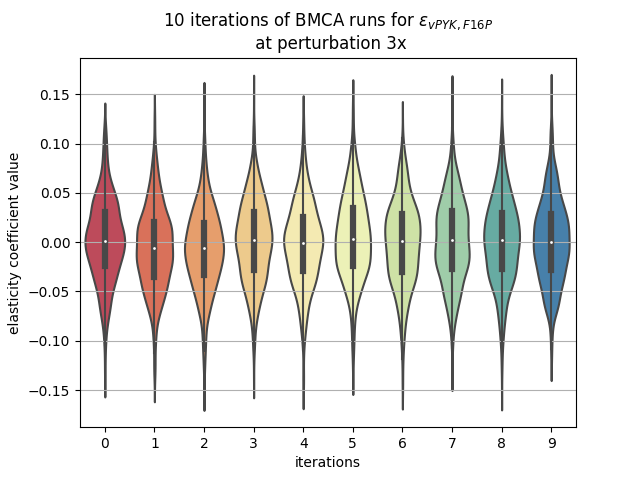 10 iterations of BMCA runs for ε_{vPYK, F16P}
at perturbation 3x
elasticity coefficient value
0.15
0.10
0.05
0.00
−0.05
−0.10
−0.15
0 1 2 3 4 5 6 7 8 9
iterations